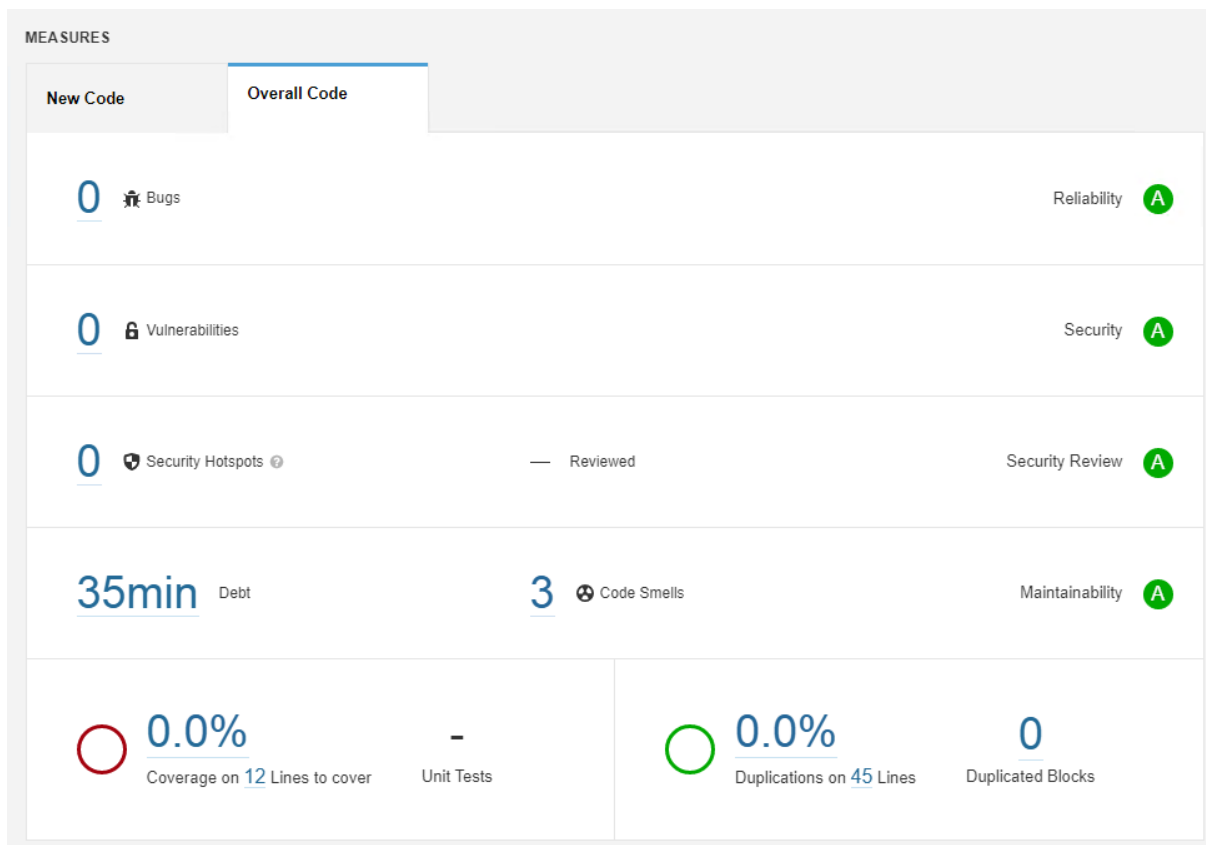 MEASURES
New Code
Overall Code
0 Bugs Reliability A
0 Vulnerabilities Security A
0 Security Hotspots ? — Reviewed Security Review A
35min Debt 3 Code Smells Maintainability A
0.0% - 0.0% 0
Coverage on 12 Lines to cover Unit Tests Duplications on 45 Lines Duplicated Blocks